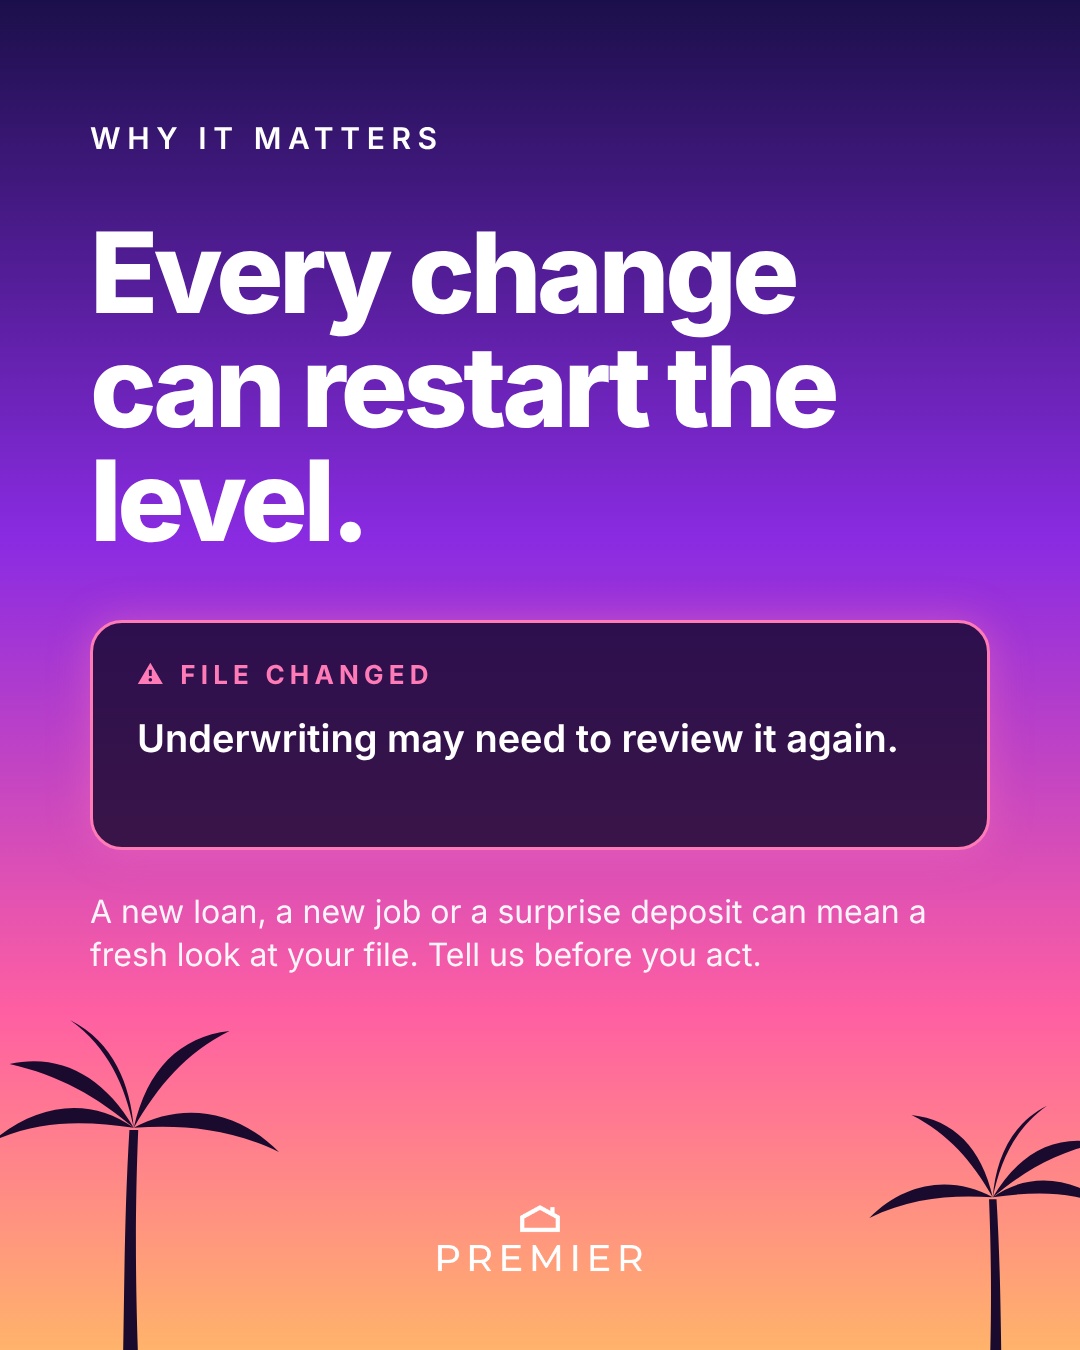 WHY IT MATTERS
Every change
can restart the
level.
⚠ FILE CHANGED
Underwriting may need to review it again.
A new loan, a new job or a surprise deposit can mean a
fresh look at your file. Tell us before you act.
PREMIER